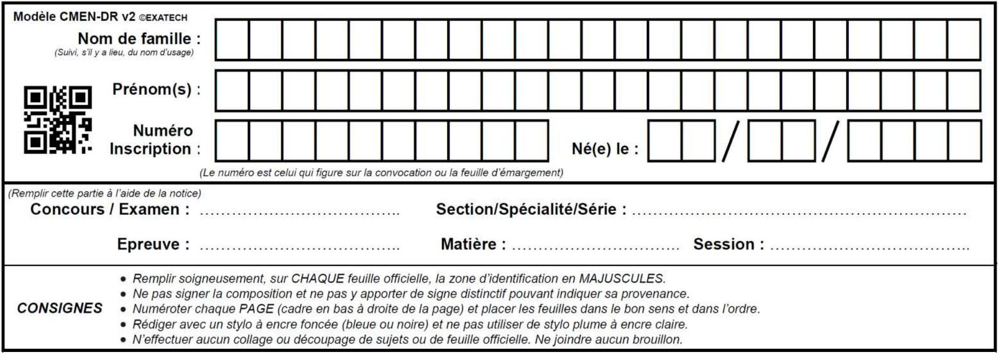 Modèle CMEN-DR v2 ©EXATECH
Nom de famille :
(Suivi, s'il y a lieu, du nom d'usage)
Prénom(s) :
Numéro
Inscription :
Né(e) le : / /
(Le numéro est celui qui figure sur la convocation ou la feuille d'émargement)
(Remplir cette partie à l'aide de la notice)
Concours / Examen : ........................................ Section/Spécialité/Série : ................................................................
Epreuve : ........................................ Matière : ................................ Session : ......................................
• Remplir soigneusement, sur CHAQUE feuille officielle, la zone d'identification en MAJUSCULES.
• Ne pas signer la composition et ne pas y apporter de signe distinctif pouvant indiquer sa provenance.
CONSIGNES • Numéroter chaque PAGE (cadre en bas à droite de la page) et placer les feuilles dans le bon sens et dans l'ordre.
• Rédiger avec un stylo à encre foncée (bleue ou noire) et ne pas utiliser de stylo plume à encre claire.
• N'effectuer aucun collage ou découpage de sujets ou de feuille officielle. Ne joindre aucun brouillon.